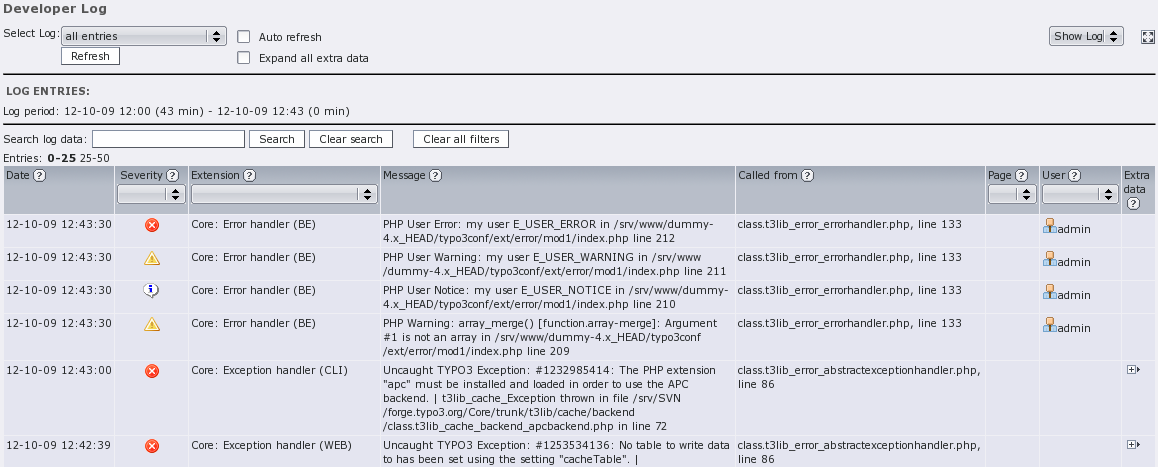 Developer Log
Select Log: all entries Auto refresh Show Log
Refresh Expand all extra data
LOG ENTRIES:
Log period: 12-10-09 12:00 (43 min) - 12-10-09 12:43 (0 min)
Search log data: Search Clear search Clear all filters
Entries: 0-25 25-50
Date ? Severity ? Extension ? Message ? Called from ? Page ? User ? Extra
data
?
12-10-09 12:43:30 Core: Error handler (BE) PHP User Error: my user E_USER_ERROR in /srv/www/dummy- class.t3lib_error_errorhandler.php, line 133 admin
4.x_HEAD/typo3conf/ext/error/mod1/index.php line 212
12-10-09 12:43:30 Core: Error handler (BE) PHP User Warning: my user E_USER_WARNING in /srv/www class.t3lib_error_errorhandler.php, line 133 admin
/dummy-4.x_HEAD/typo3conf/ext/error/mod1/index.php line 211
12-10-09 12:43:30 Core: Error handler (BE) PHP User Notice: my user E_USER_NOTICE in /srv/www/dummy- class.t3lib_error_errorhandler.php, line 133 admin
4.x_HEAD/typo3conf/ext/error/mod1/index.php line 210
12-10-09 12:43:30 Core: Error handler (BE) PHP Warning: array_merge() [function.array-merge]: Argument class.t3lib_error_errorhandler.php, line 133 admin
#1 is not an array in /srv/www/dummy-4.x_HEAD/typo3conf
/ext/error/mod1/index.php line 209
12-10-09 12:43:00 Core: Exception handler (CLI) Uncaught TYPO3 Exception: #1232985414: The PHP extension class.t3lib_error_abstractexceptionhandler.php,
"apc" must be installed and loaded in order to use the APC line 86
backend. | t3lib_cache_Exception thrown in file /srv/SVN
/forge.typo3.org/Core/trunk/t3lib/cache/backend
/class.t3lib_cache_backend_apcbackend.php in line 72
12-10-09 12:42:39 Core: Exception handler (WEB) Uncaught TYPO3 Exception: #1253534136: No table to write data class.t3lib_error_abstractexceptionhandler.php,
to has been set using the setting "cacheTable". | line 86